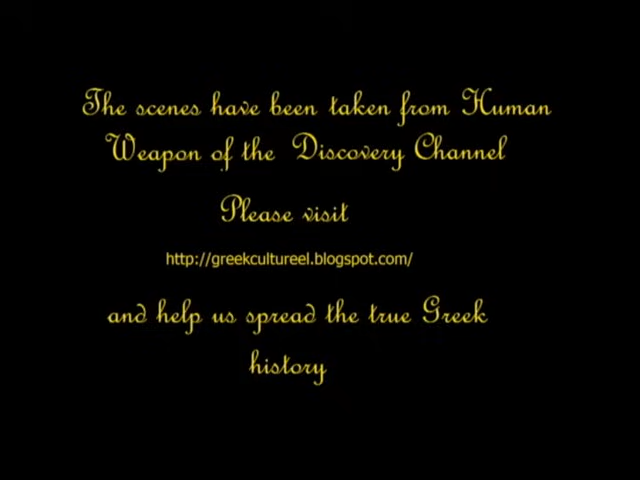 The scenes have been taken from Human
Weapon of the Discovery Channel
Please visit
http://greekcultureel.blogspot.com/
and help us spread the true Greek
history